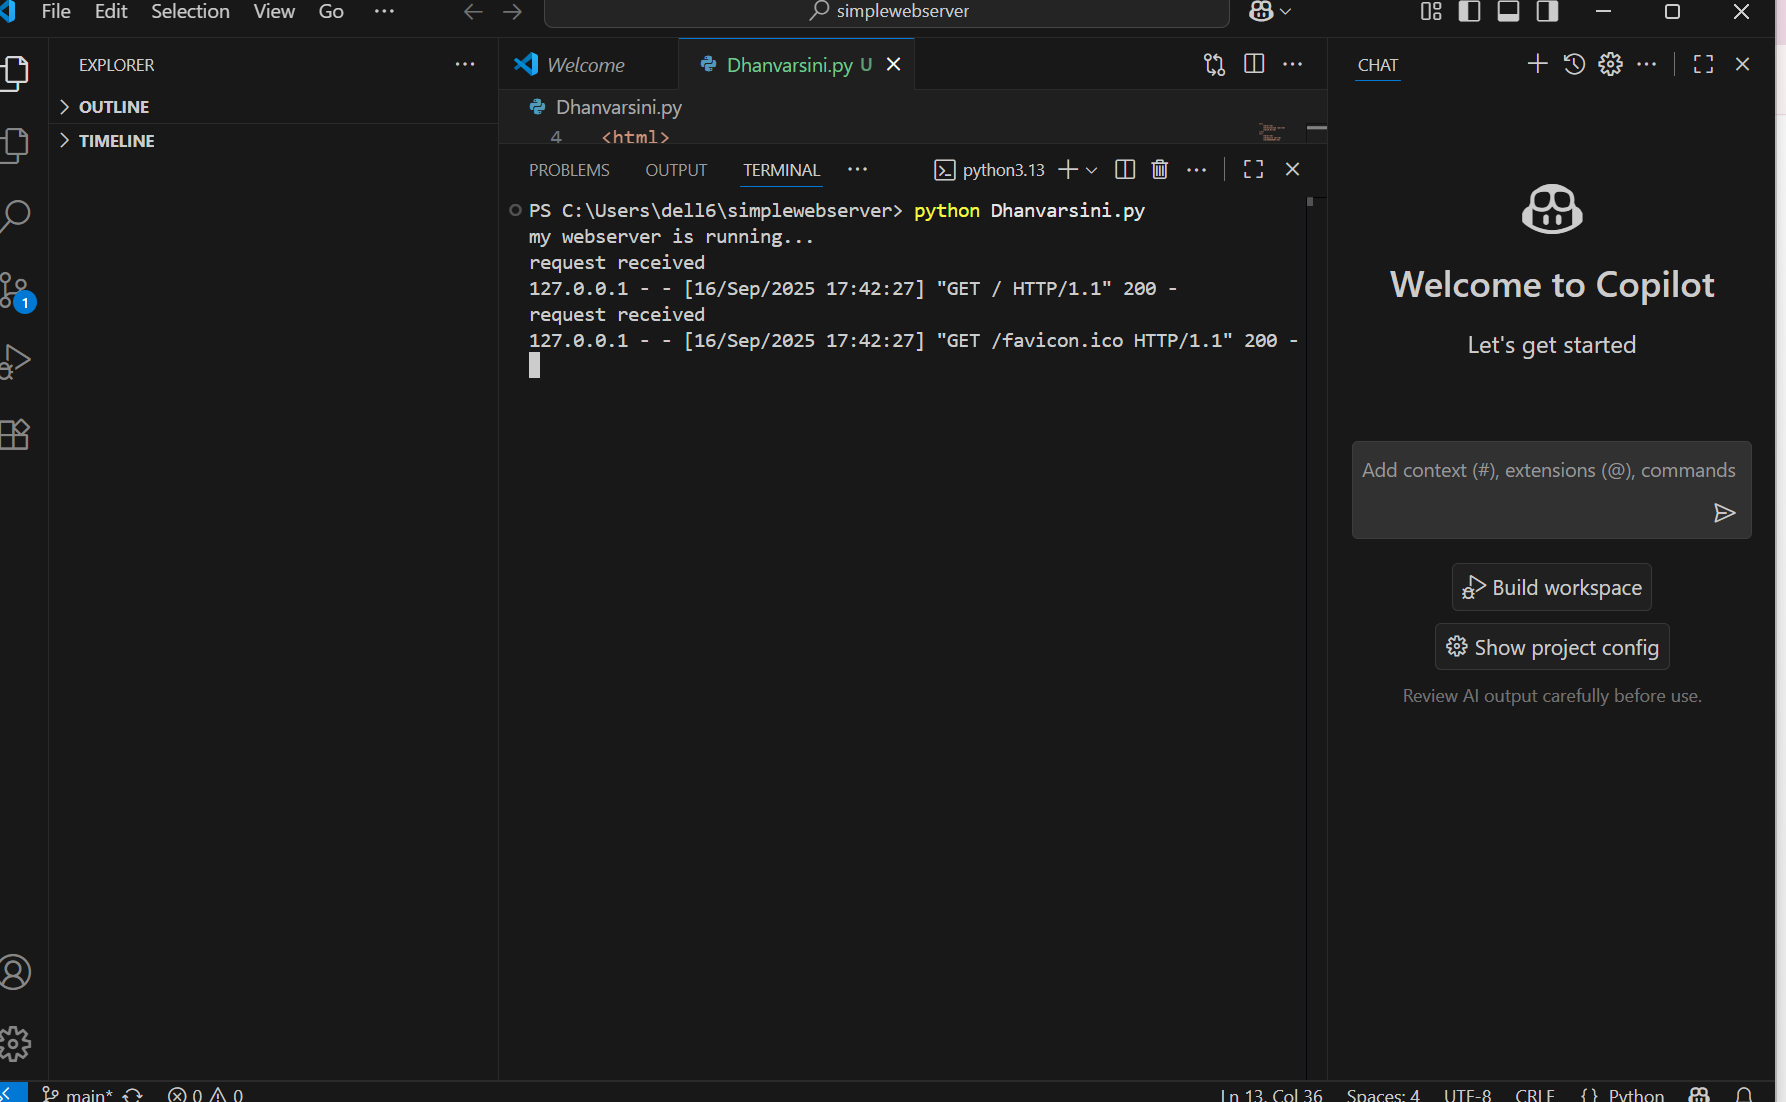 File Edit Selection View Go ···
simplewebserver
EXPLORER ···
OUTLINE
TIMELINE
1
Welcome
Dhanvarsini.py U
Dhanvarsini.py
4 <html>
PROBLEMS OUTPUT TERMINAL ···
python3.13
PS C:\Users\dell6\simplewebserver> python Dhanvarsini.py
my webserver is running...
request received
127.0.0.1 - - [16/Sep/2025 17:42:27] "GET / HTTP/1.1" 200 -
request received
127.0.0.1 - - [16/Sep/2025 17:42:27] "GET /favicon.ico HTTP/1.1" 200 -
CHAT
Welcome to Copilot
Let's get started
Add context (#), extensions (@), commands
Build workspace
Show project config
Review AI output carefully before use.
main* 0 0
Ln 13, Col 36 Spaces: 4 UTF-8 CRLF {} Python